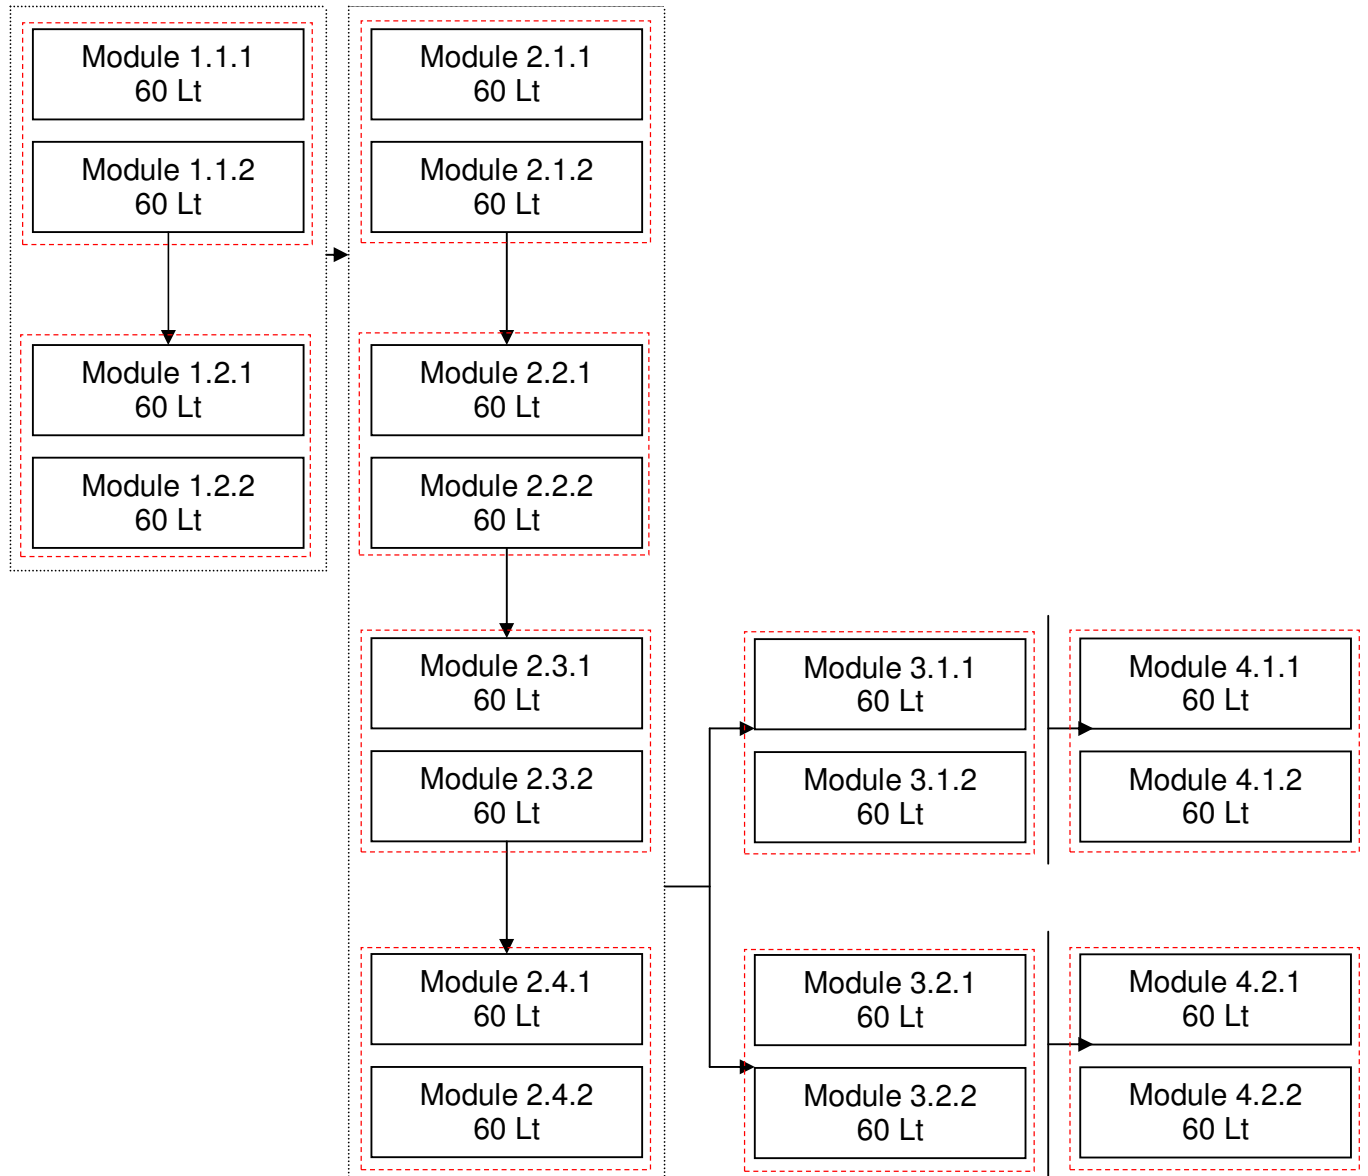 Module 1.1.1
60 Lt
Module 1.1.2
60 Lt
Module 1.2.1
60 Lt
Module 1.2.2
60 Lt
Module 2.1.1
60 Lt
Module 2.1.2
60 Lt
Module 2.2.1
60 Lt
Module 2.2.2
60 Lt
Module 2.3.1
60 Lt
Module 2.3.2
60 Lt
Module 2.4.1
60 Lt
Module 2.4.2
60 Lt
Module 3.1.1
60 Lt
Module 3.1.2
60 Lt
Module 3.2.1
60 Lt
Module 3.2.2
60 Lt
Module 4.1.1
60 Lt
Module 4.1.2
60 Lt
Module 4.2.1
60 Lt
Module 4.2.2
60 Lt